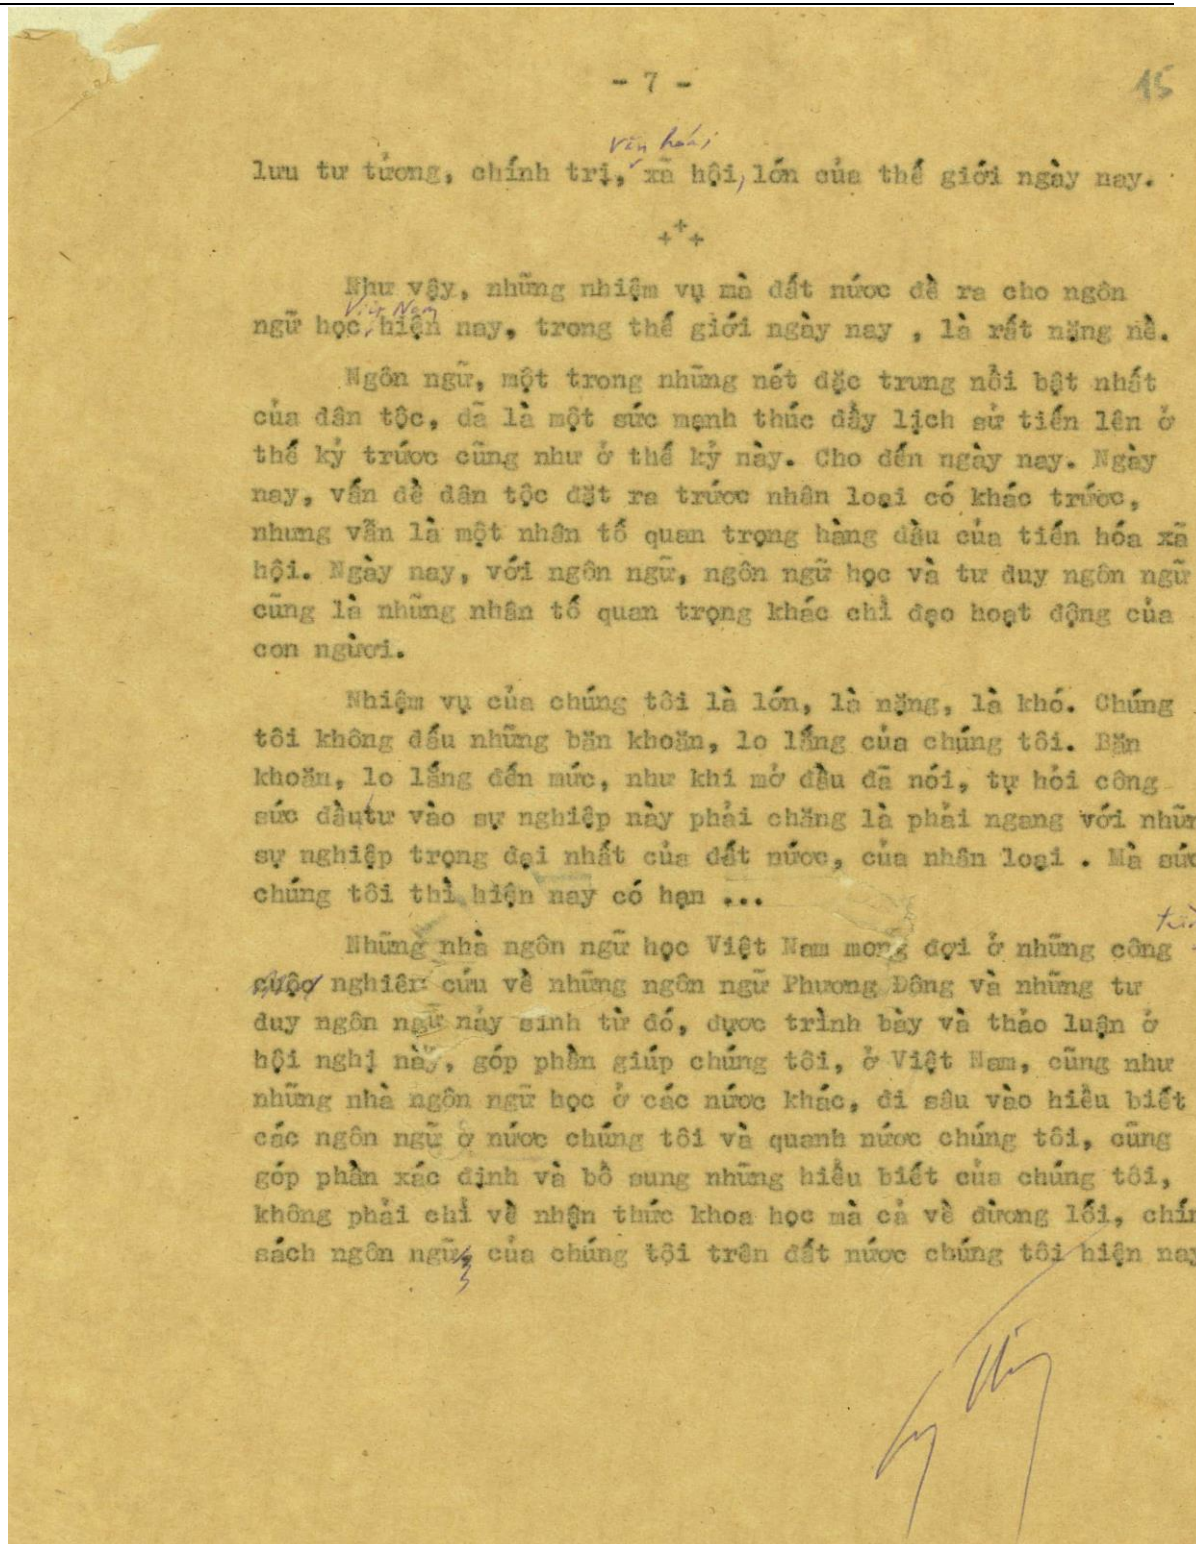 - 7 -
15
văn hoá,
lưu tư tưởng, chính trị, xã hội, lớn của thế giới ngày nay.
+++
Như vậy, những nhiệm vụ mà đất nước đề ra cho ngôn
Việt Nam
ngữ học, hiện nay, trong thế giới ngày nay , là rất nặng nề.
Ngôn ngữ, một trong những nét đặc trưng nổi bật nhất
của dân tộc, đã là một sức mạnh thúc đẩy lịch sử tiến lên ở
thế kỷ trước cũng như ở thế kỷ này. Cho đến ngày nay. Ngày
nay, vấn đề dân tộc đặt ra trước nhân loại có khác trước,
nhưng vẫn là một nhân tố quan trọng hàng đầu của tiến hóa xã
hội. Ngày nay, với ngôn ngữ, ngôn ngữ học và tư duy ngôn ngữ
cũng là những nhân tố quan trọng khác chỉ đạo hoạt động của
con người.
Nhiệm vụ của chúng tôi là lớn, là nặng, là khó. Chúng
tôi không dấu những băn khoăn, lo lắng của chúng tôi. Băn
khoăn, lo lắng đến mức, như khi mở đầu đã nói, tự hỏi công
sức đầu tư vào sự nghiệp này phải chăng là phải ngang với nhữn
sự nghiệp trọng đại nhất của đất nước, của nhân loại . Mà sức
chúng tôi thì hiện nay có hạn ...
Những nhà ngôn ngữ học Việt Nam mong đợi ở những công
nghiên cứu về những ngôn ngữ Phương Đông và những tư
duy ngôn ngữ nảy sinh từ đó, được trình bày và thảo luận ở
hội nghị này, góp phần giúp chúng tôi, ở Việt Nam, cũng như
những nhà ngôn ngữ học ở các nước khác, đi sâu vào hiểu biết
các ngôn ngữ ở nước chúng tôi và quanh nước chúng tôi, cũng
góp phần xác định và bổ sung những hiểu biết của chúng tôi,
không phải chỉ về nhận thức khoa học mà cả về đường lối, chín
sách ngôn ngữ, của chúng tôi trên đất nước chúng tôi hiện nay